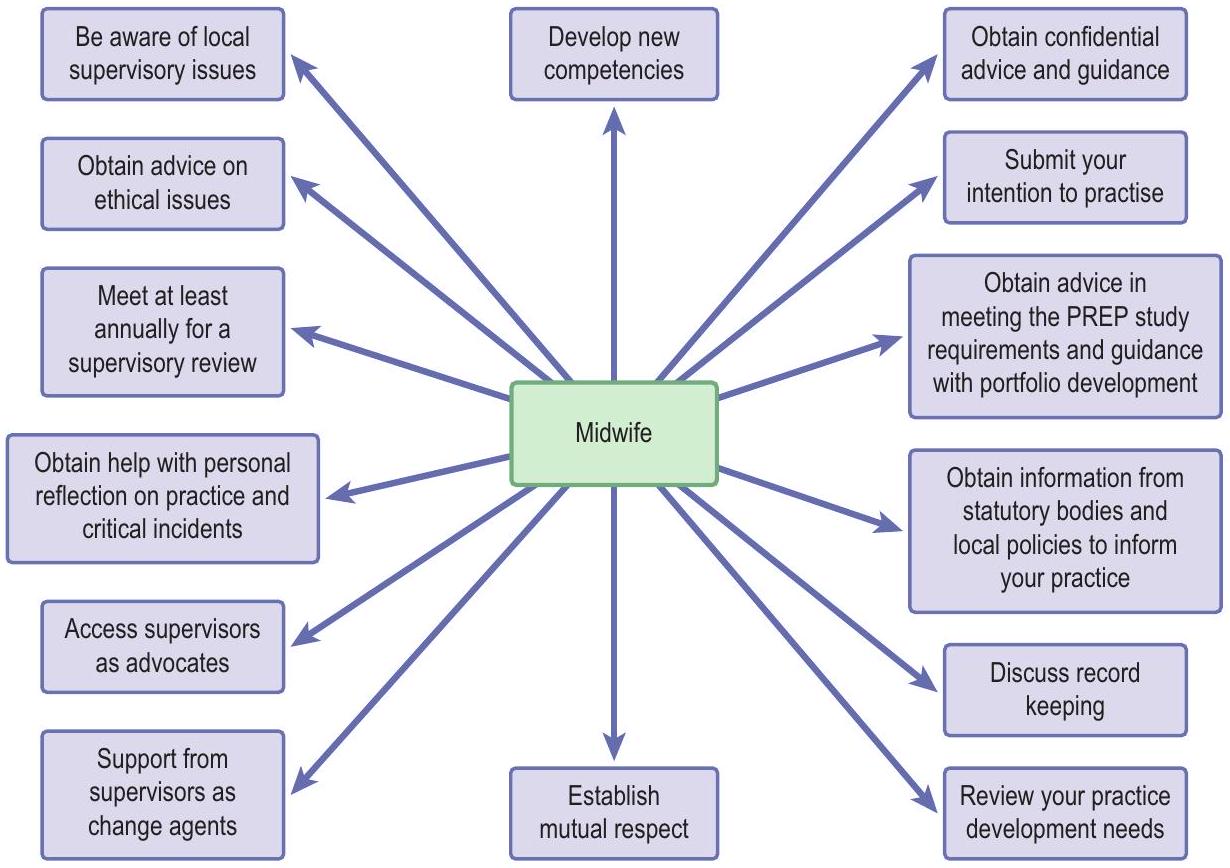 Be aware of local
supervisory issues
Develop new
competencies
Obtain confidential
advice and guidance
Obtain advice on
ethical issues
Submit your
intention to practise
Meet at least
annually for a
supervisory review
Obtain advice in
meeting the PREP study
requirements and guidance
with portfolio development
Midwife
Obtain help with personal
reflection on practice and
critical incidents
Obtain information from
statutory bodies and
local policies to inform
your practice
Access supervisors
as advocates
Discuss record
keeping
Support from
supervisors as
change agents
Establish
mutual respect
Review your practice
development needs